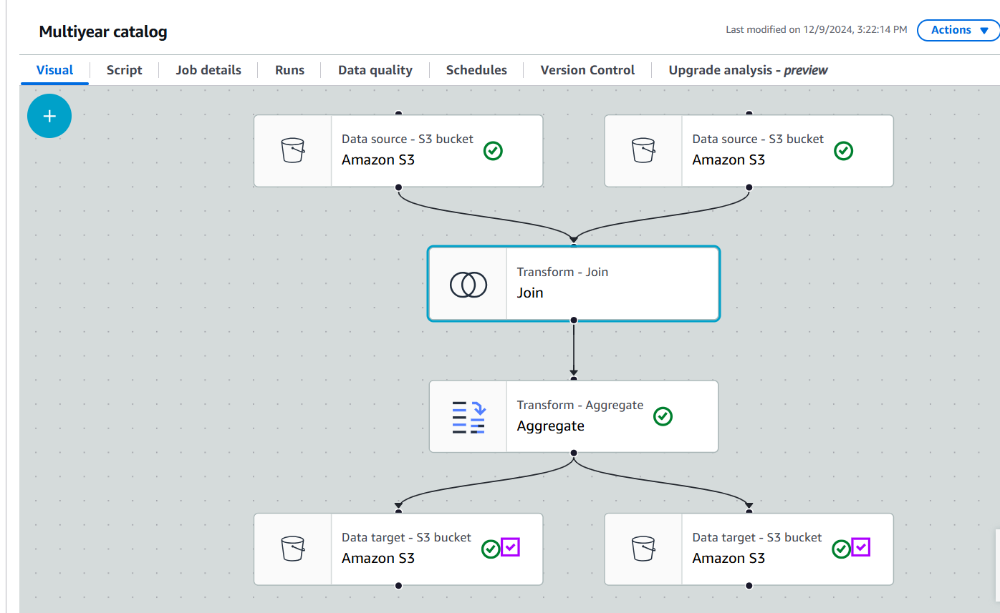 Multiyear catalog
Last modified on 12/9/2024, 3:22:14 PM
Actions
Visual
Script
Job details
Runs
Data quality
Schedules
Version Control
Upgrade analysis - preview
Data source - S3 bucket
Amazon S3
Data source - S3 bucket
Amazon S3
Transform - Join
Join
Transform - Aggregate
Aggregate
Data target - S3 bucket
Amazon S3
Data target - S3 bucket
Amazon S3